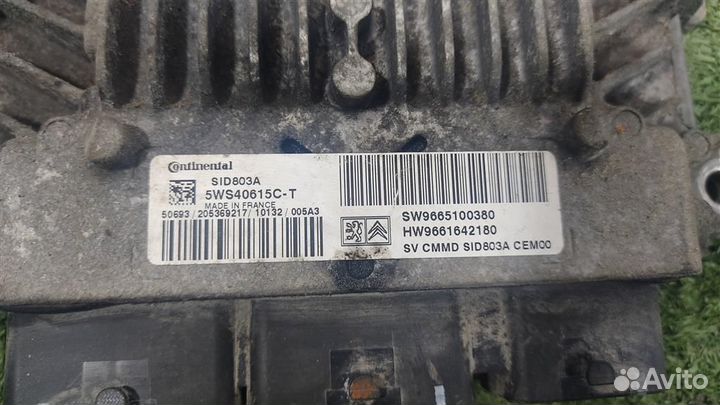 Continental
SID803A
5WS40615C-T
MADE IN FRANCE
50693 / 205369217 / 10132 / 005A3
SW9665100380
HW9661642180
SV CMMD SID803A CEM00
Avito